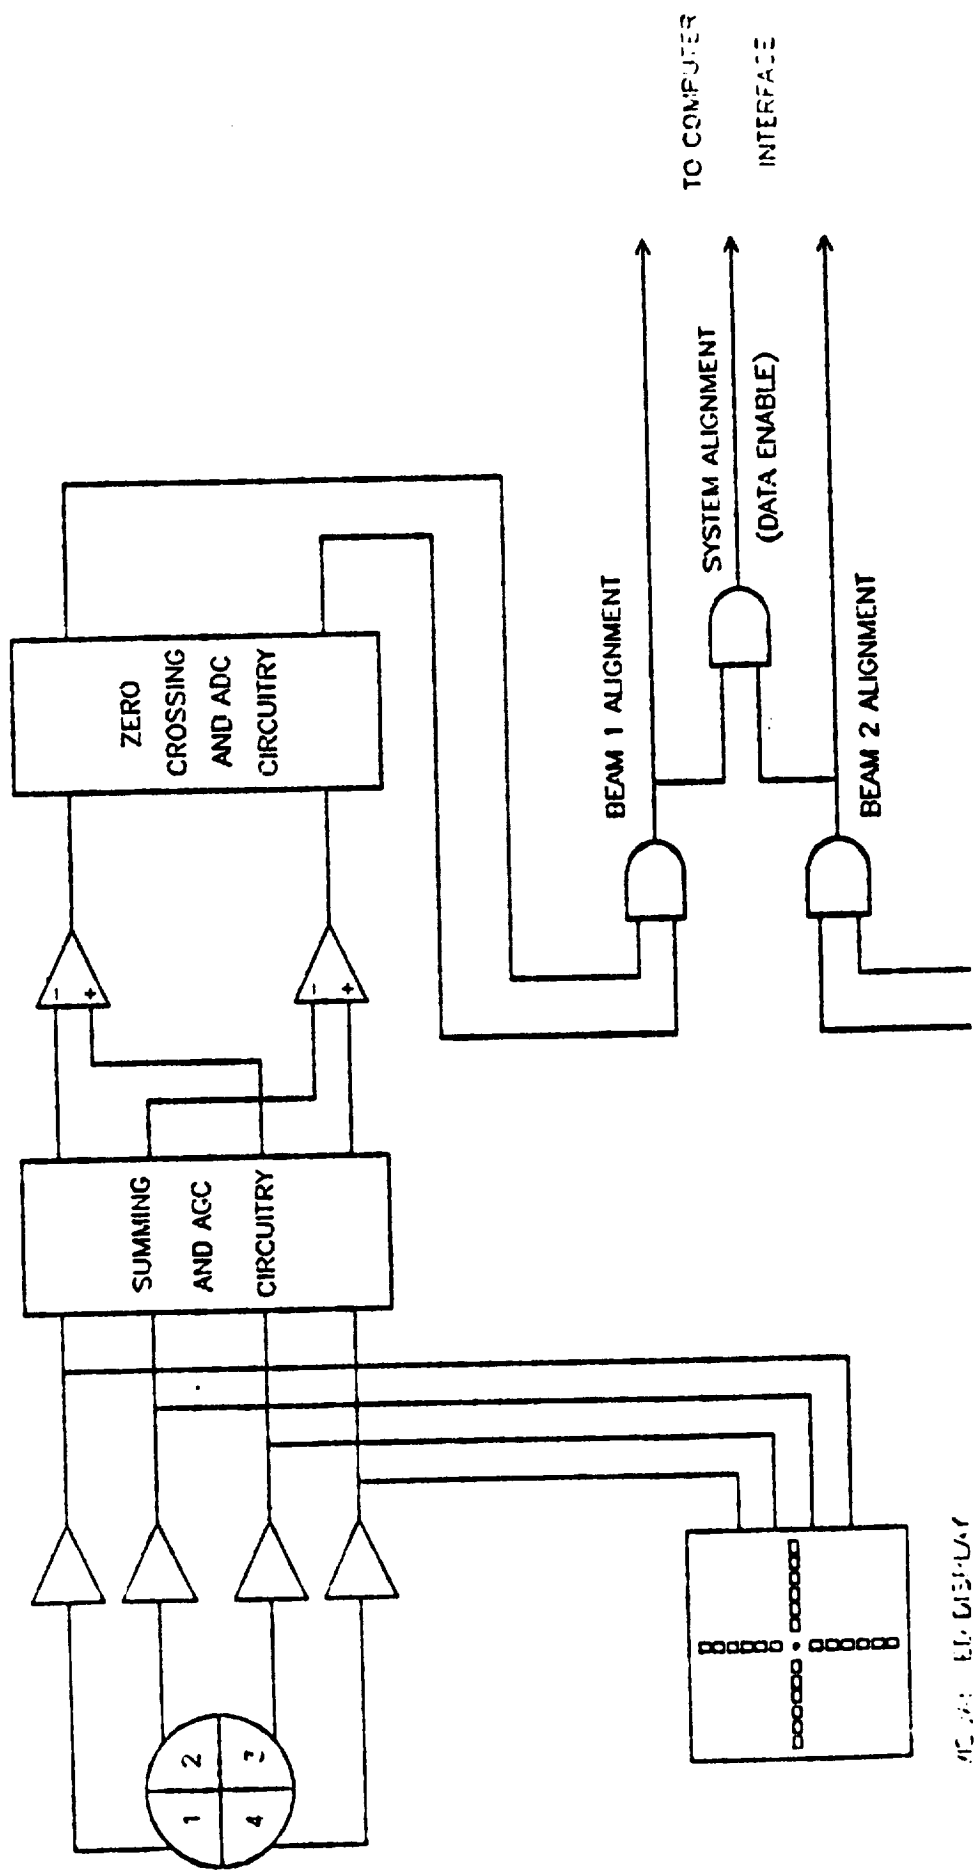 1
2
3
4
SUMMING
AND AGC
CIRCUITRY
-
+
-
+
ZERO
CROSSING
AND ADC
CIRCUITRY
BEAM 1 ALIGNMENT
SYSTEM ALIGNMENT
(DATA ENABLE)
BEAM 2 ALIGNMENT
TO COMPUTER
INTERFACE
DISPLAY